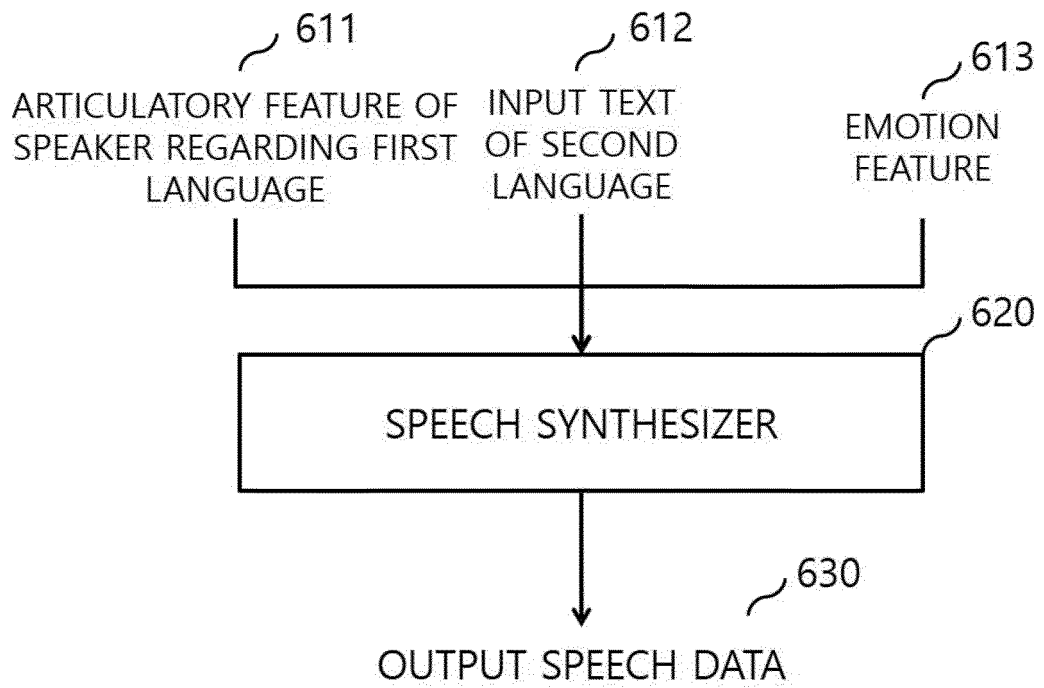 611
ARTICULATORY FEATURE OF
SPEAKER REGARDING FIRST
LANGUAGE
612
INPUT TEXT
OF SECOND
LANGUAGE
613
EMOTION
FEATURE
620
SPEECH SYNTHESIZER
630
OUTPUT SPEECH DATA